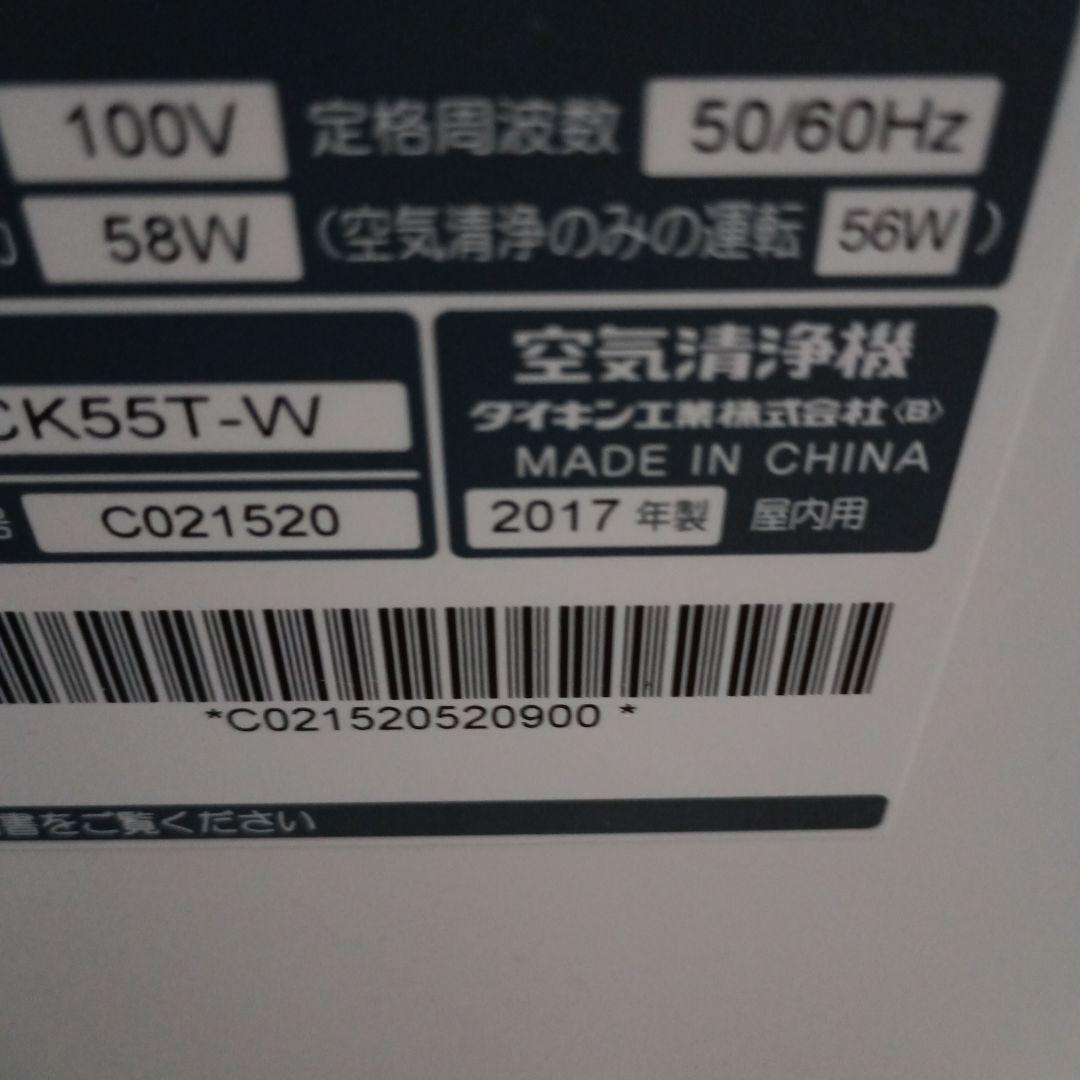 100V 定格周波数 50/60Hz
58W (空気清浄のみの運転 56W)
空気清浄機
CK55T-W
ダイキン工業株式会社〈B〉
MADE IN CHINA
C021520
2017 年製 屋内用
*C021520520900 *
書をご覧ください